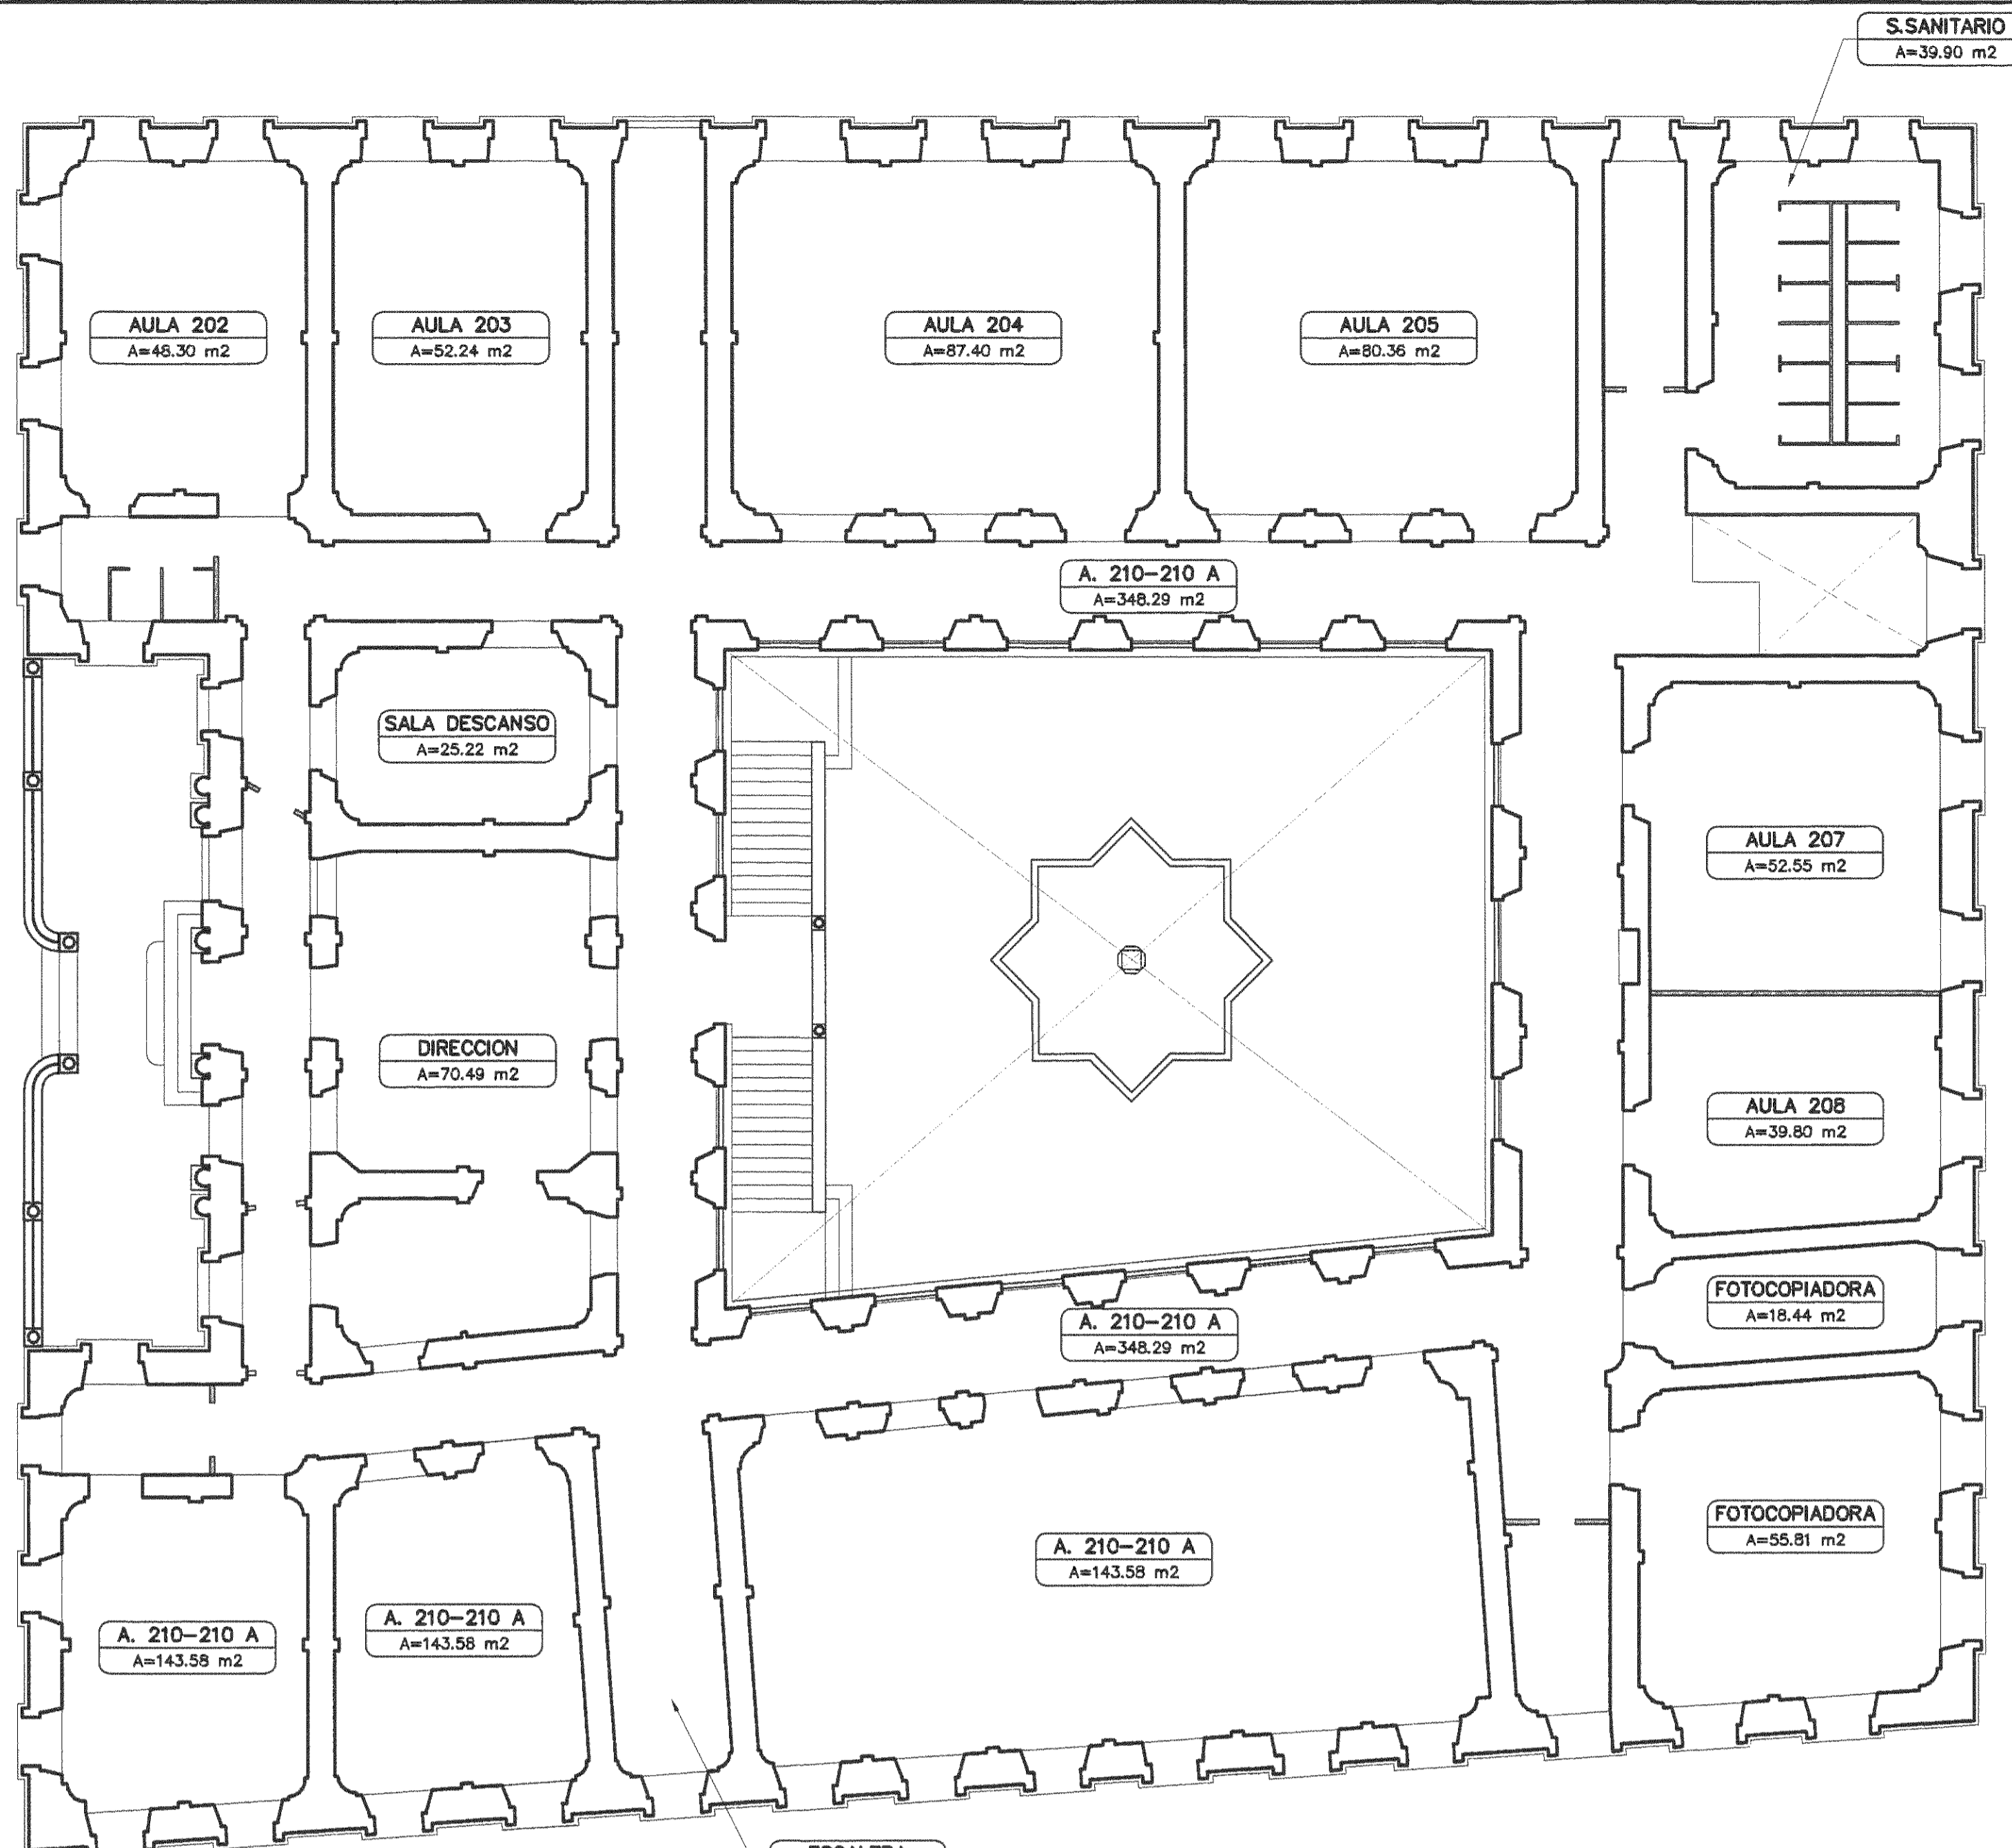 S.SANITARIO
A=39.90 m2
AULA 202
A=48.30 m2
AULA 203
A=52.24 m2
AULA 204
A=87.40 m2
AULA 205
A=80.36 m2
A. 210-210 A
A=348.29 m2
SALA DESCANSO
A=25.22 m2
AULA 207
A=52.55 m2
DIRECCION
A=70.49 m2
AULA 208
A=39.80 m2
FOTOCOPIADORA
A=18.44 m2
A. 210-210 A
A=348.29 m2
FOTOCOPIADORA
A=55.81 m2
A. 210-210 A
A=143.58 m2
A. 210-210 A
A=143.58 m2
A. 210-210 A
A=143.58 m2